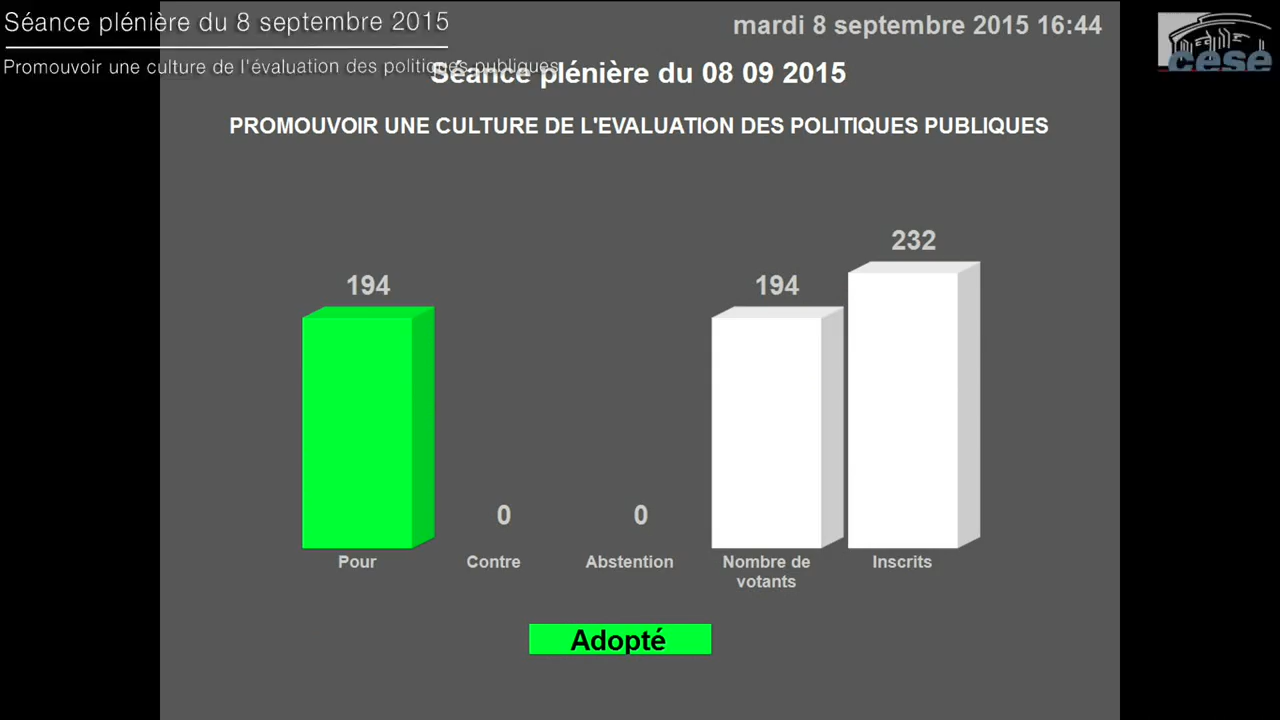 Séance plénière du 8 septembre 2015
mardi 8 septembre 2015 16:44
cese
Promouvoir une culture de l'évaluation des politiques publiques
Séance plénière du 08 09 2015
PROMOUVOIR UNE CULTURE DE L'EVALUATION DES POLITIQUES PUBLIQUES
232
194
194
0
0
Pour
Contre
Abstention
Nombre de
votants
Inscrits
Adopté